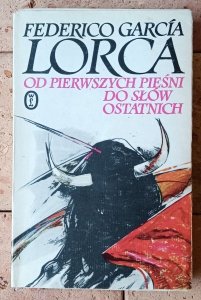 FEDERICO GARCÍA
LORCA
OD PIERWSZYCH PIEŚNI
DO SŁÓW
OSTATNICH